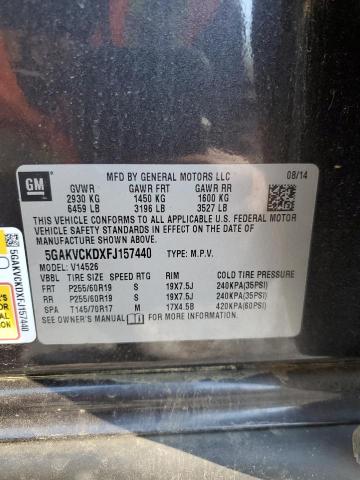 GM
MFD BY GENERAL MOTORS LLC 08/14
GVWR GAWR FRT GAWR RR
2930 KG 1450 KG 1600 KG
6459 LB 3196 LB 3527 LB
THIS VEHICLE CONFORMS TO ALL APPLICABLE U.S. FEDERAL MOTOR
VEHICLE SAFETY AND THEFT PREVENTION STANDARDS IN EFFECT ON THE DATE OF
MANUFACTURE SHOWN ABOVE.
5GAKVCKDXFJ157440 TYPE: M.P.V.
MODEL: V14526
VBBL TIRE SIZE SPEED RTG RIM COLD TIRE PRESSURE
FRT P255/60R19 S 19X7.5J 240KPA(35PSI)
RR P255/60R19 S 19X7.5J 240KPA(35PSI)
SPA T145/70R17 M 17X4.5B 420KPA(60PSI)
SEE OWNER'S MANUAL FOR MORE INFORMATION.
5GAKVCKDXFJ157440